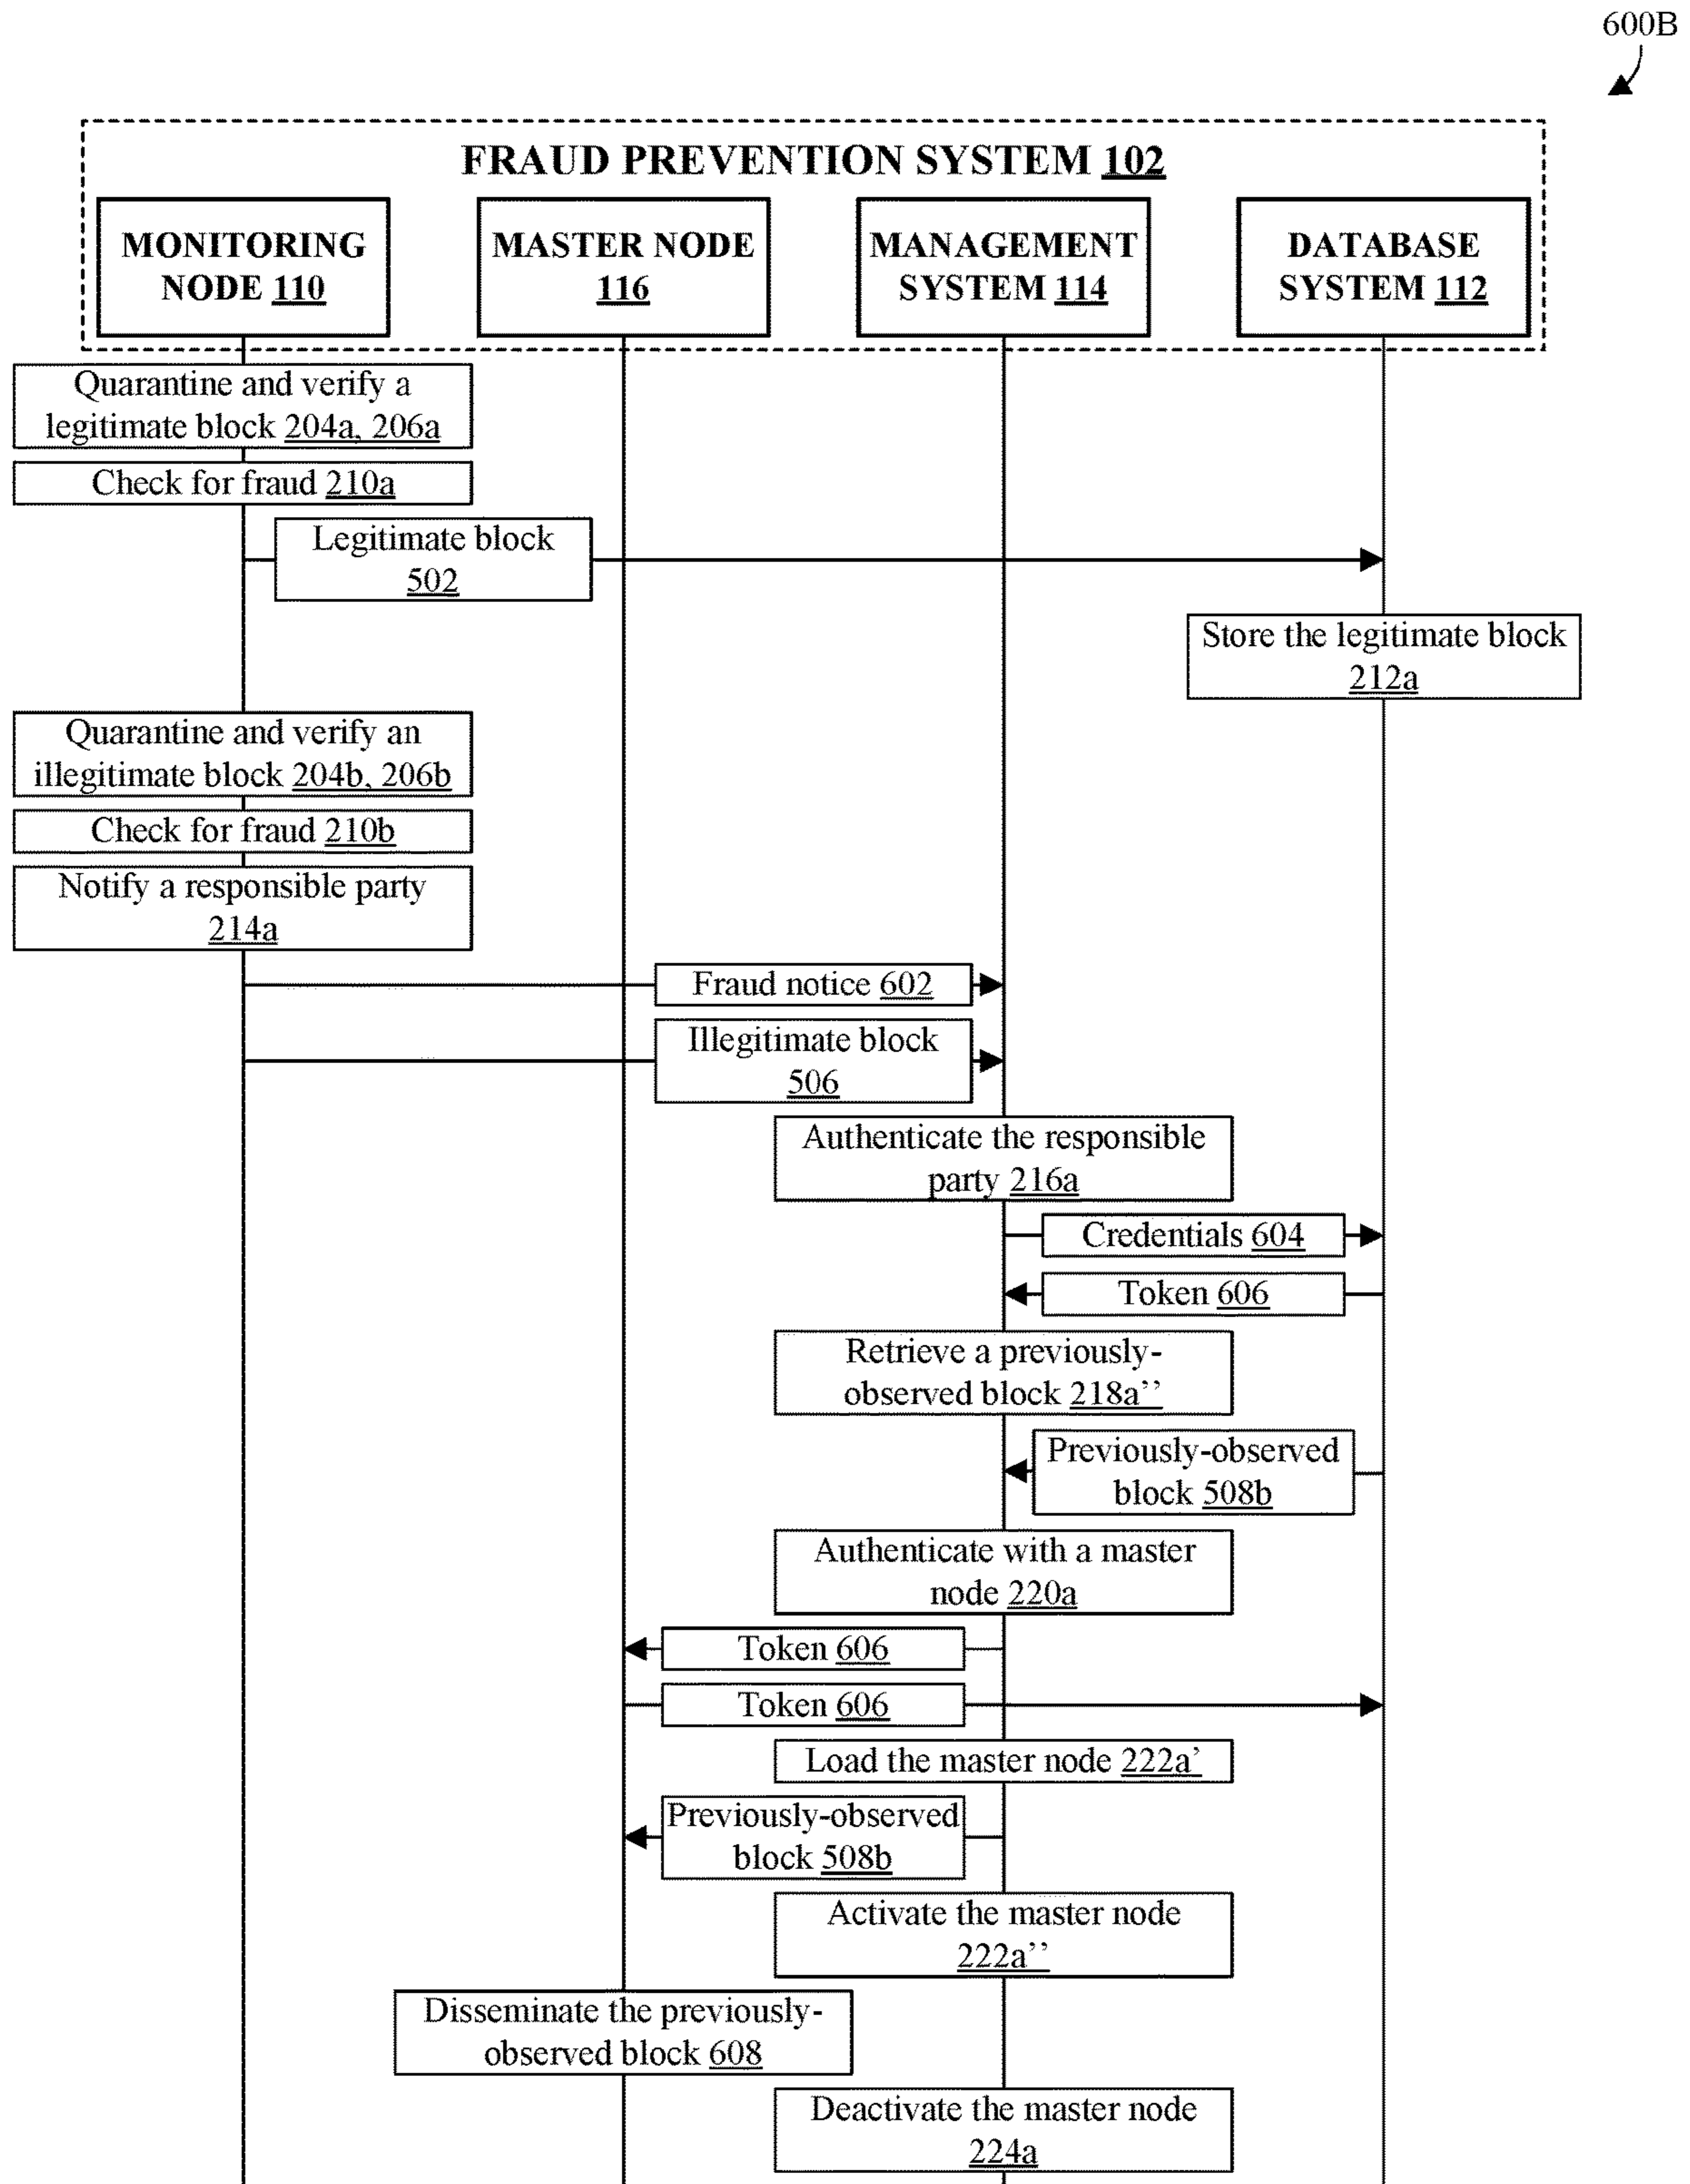 600B
FRAUD PREVENTION SYSTEM 102
MONITORING
NODE 110
MASTER NODE
116
MANAGEMENT
SYSTEM 114
DATABASE
SYSTEM 112
Quarantine and verify a
legitimate block 204a, 206a
Check for fraud 210a
Legitimate block
502
Store the legitimate block
212a
Quarantine and verify an
illegitimate block 204b, 206b
Check for fraud 210b
Notify a responsible party
214a
Fraud notice 602
Illegitimate block
506
Authenticate the responsible
party 216a
Credentials 604
Token 606
Retrieve a previously-
observed block 218a’’
Previously-observed
block 508b
Authenticate with a master
node 220a
Token 606
Token 606
Load the master node 222a’
Previously-observed
block 508b
Activate the master node
222a’’
Disseminate the previously-
observed block 608
Deactivate the master node
224a